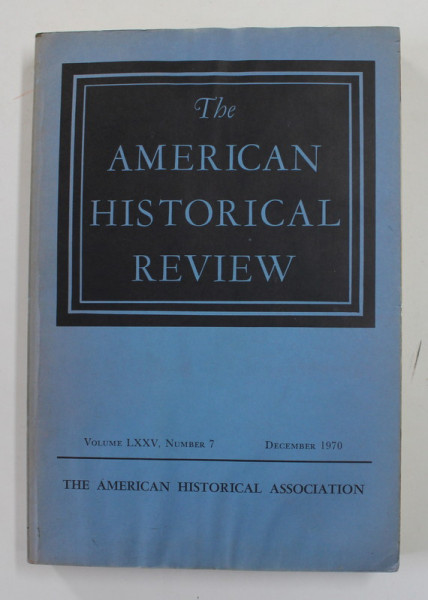 The
AMERICAN
HISTORICAL
REVIEW
VOLUME LXXV, NUMBER 7 DECEMBER 1970
THE AMERICAN HISTORICAL ASSOCIATION